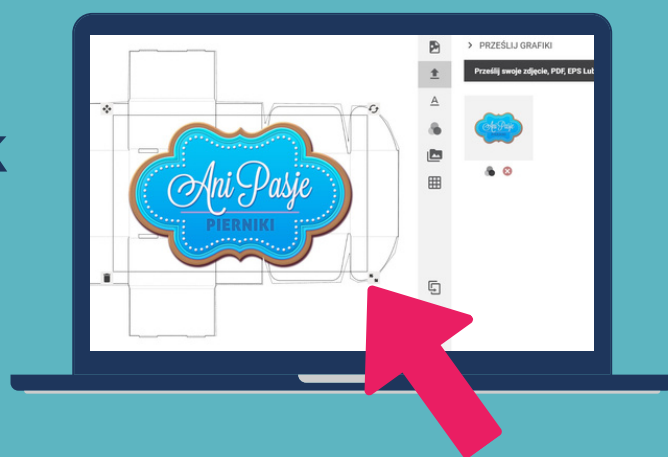 > PRZEŚLIJ GRAFIKI
Prześlij swoje zdjęcie, PDF, EPS Lub
Ani Pasje
PIERNIKI